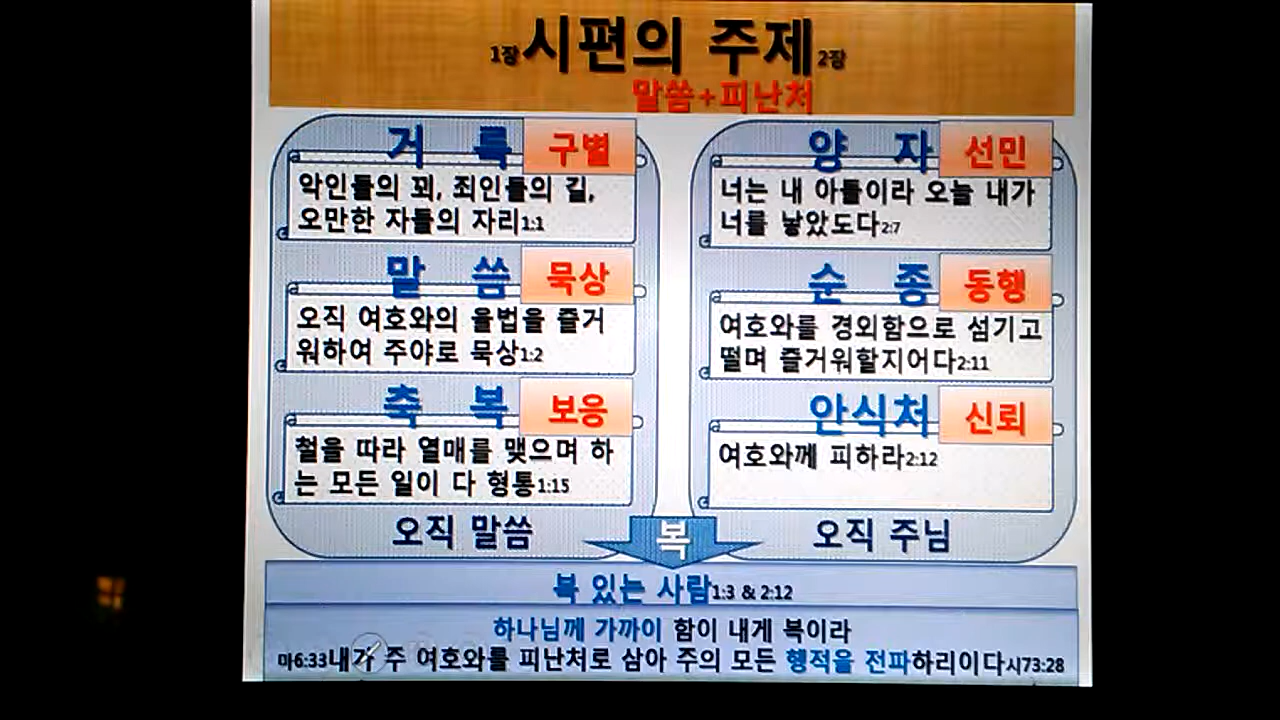 1장시편의 주제2장
말씀+피난처
거 룩 구별
악인들의 꾀, 죄인들의 길,
오만한 자들의 자리1:1
말 씀 묵상
오직 여호와의 율법을 즐거
워하여 주야로 묵상1:2
축 복 보응
철을 따라 열매를 맺으며 하
는 모든 일이 다 형통1:15
오직 말씀
양 자 선민
너는 내 아들이라 오늘 내가
너를 낳았도다2:7
순 종 동행
여호와를 경외함으로 섬기고
떨며 즐거워할지어다2:11
안식처 신뢰
여호와께 피하라2:12
오직 주님
복
복 있는 사람1:3 & 2:12
하나님께 가까이 함이 내게 복이라
마6:33내가 주 여호와를 피난처로 삼아 주의 모든 행적을 전파하리이다시73:28